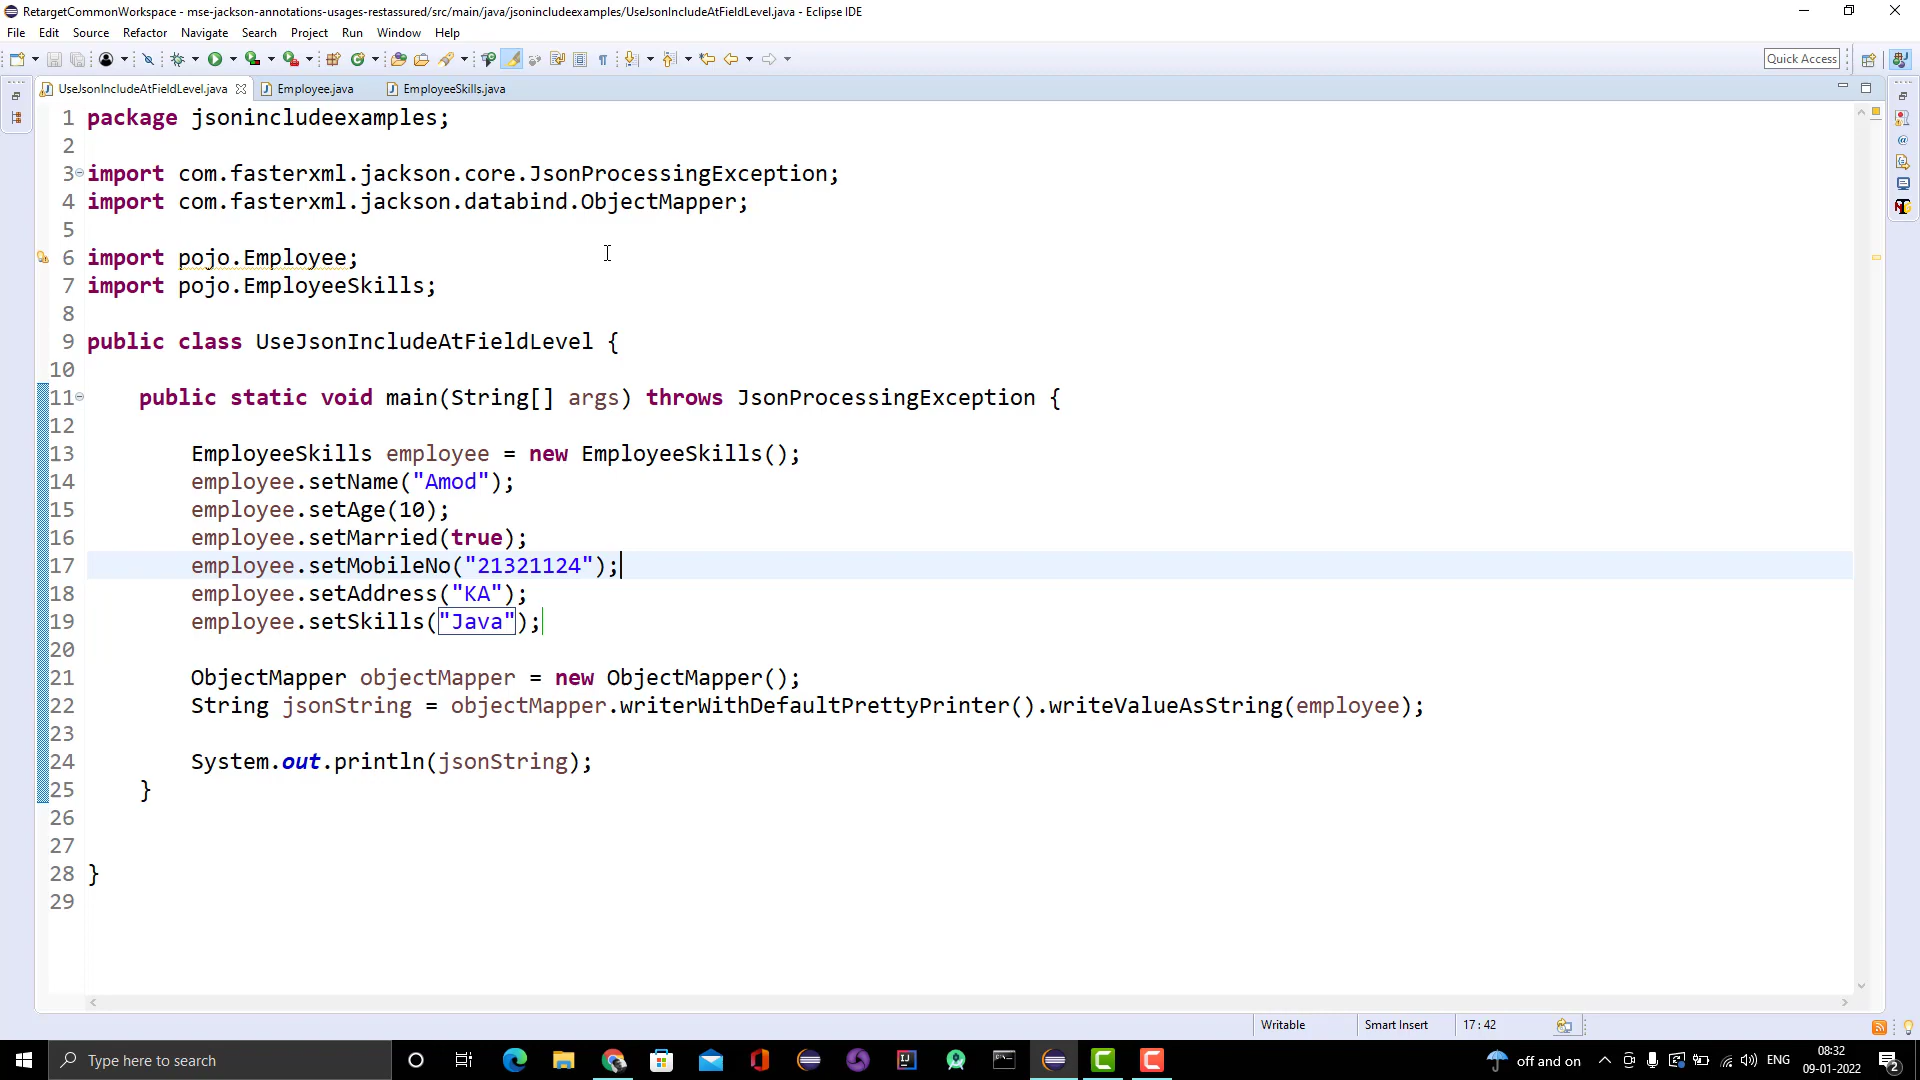 RetargetCommonWorkspace - mse-jackson-annotations-usages-restassured/src/main/java/jsonincludeexamples/UseJsonIncludeAtFieldLevel.java - Eclipse IDE
File Edit Source Refactor Navigate Search Project Run Window Help
Quick Access
UseJsonIncludeAtFieldLevel.java Employee.java EmployeeSkills.java
1 package jsonincludeexamples;
2
3 import com.fasterxml.jackson.core.JsonProcessingException;
4 import com.fasterxml.jackson.databind.ObjectMapper;
5
6 import pojo.Employee;
7 import pojo.EmployeeSkills;
8
9 public class UseJsonIncludeAtFieldLevel {
10
11 public static void main(String[] args) throws JsonProcessingException {
12
13 EmployeeSkills employee = new EmployeeSkills();
14 employee.setName("Amod");
15 employee.setAge(10);
16 employee.setMarried(true);
17 employee.setMobileNo("21321124");
18 employee.setAddress("KA");
19 employee.setSkills("Java");
20
21 ObjectMapper objectMapper = new ObjectMapper();
22 String jsonString = objectMapper.writerWithDefaultPrettyPrinter().writeValueAsString(employee);
23
24 System.out.println(jsonString);
25 }
26
27
28 }
29
Writable Smart Insert 17 : 42
Type here to search
off and on
ENG
08:32
09-01-2022
2